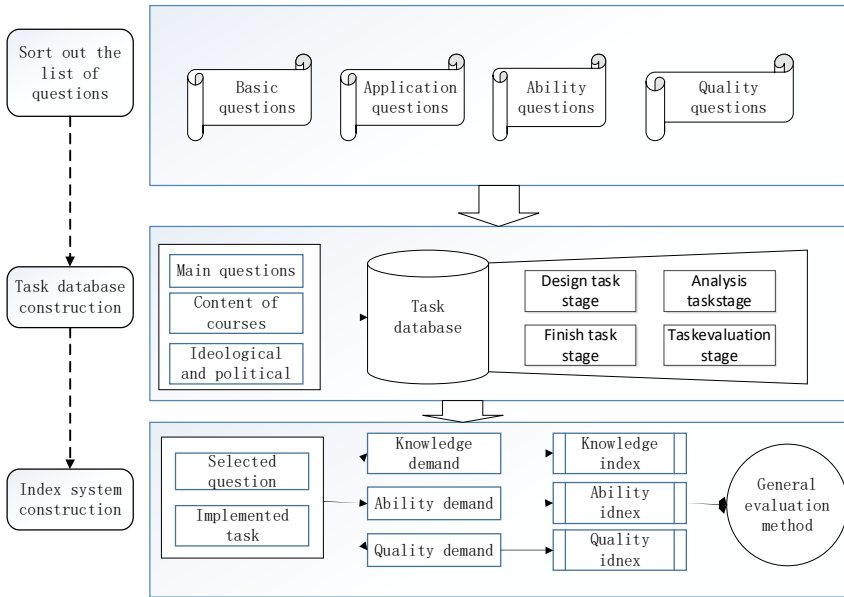 Sort out the
list of
questions
Basic
questions
Application
questions
Ability
questions
Quality
questions
Task database
construction
Main questions
Content of
courses
Ideological
and political
Task
database
Design task
stage
Analysis
taskstage
Finish task
stage
Taskevaluation
stage
Index system
construction
Selected
question
Implemented
task
Knowledge
demand
Ability demand
Quality demand
Knowledge
index
Ability
idnex
Quality
idnex
General
evaluation
method